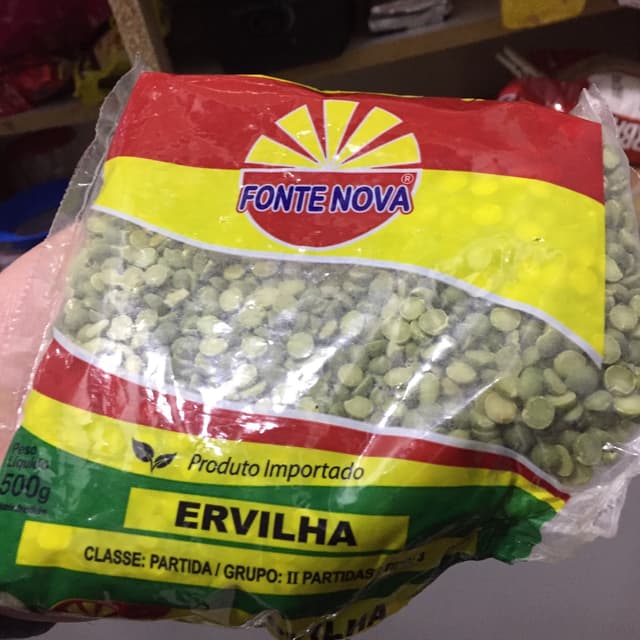 FONTE NOVA®
Peso
Líquido
500g
Produto Importado
ERVILHA
CLASSE: PARTIDA / GRUPO: II PARTIDAS